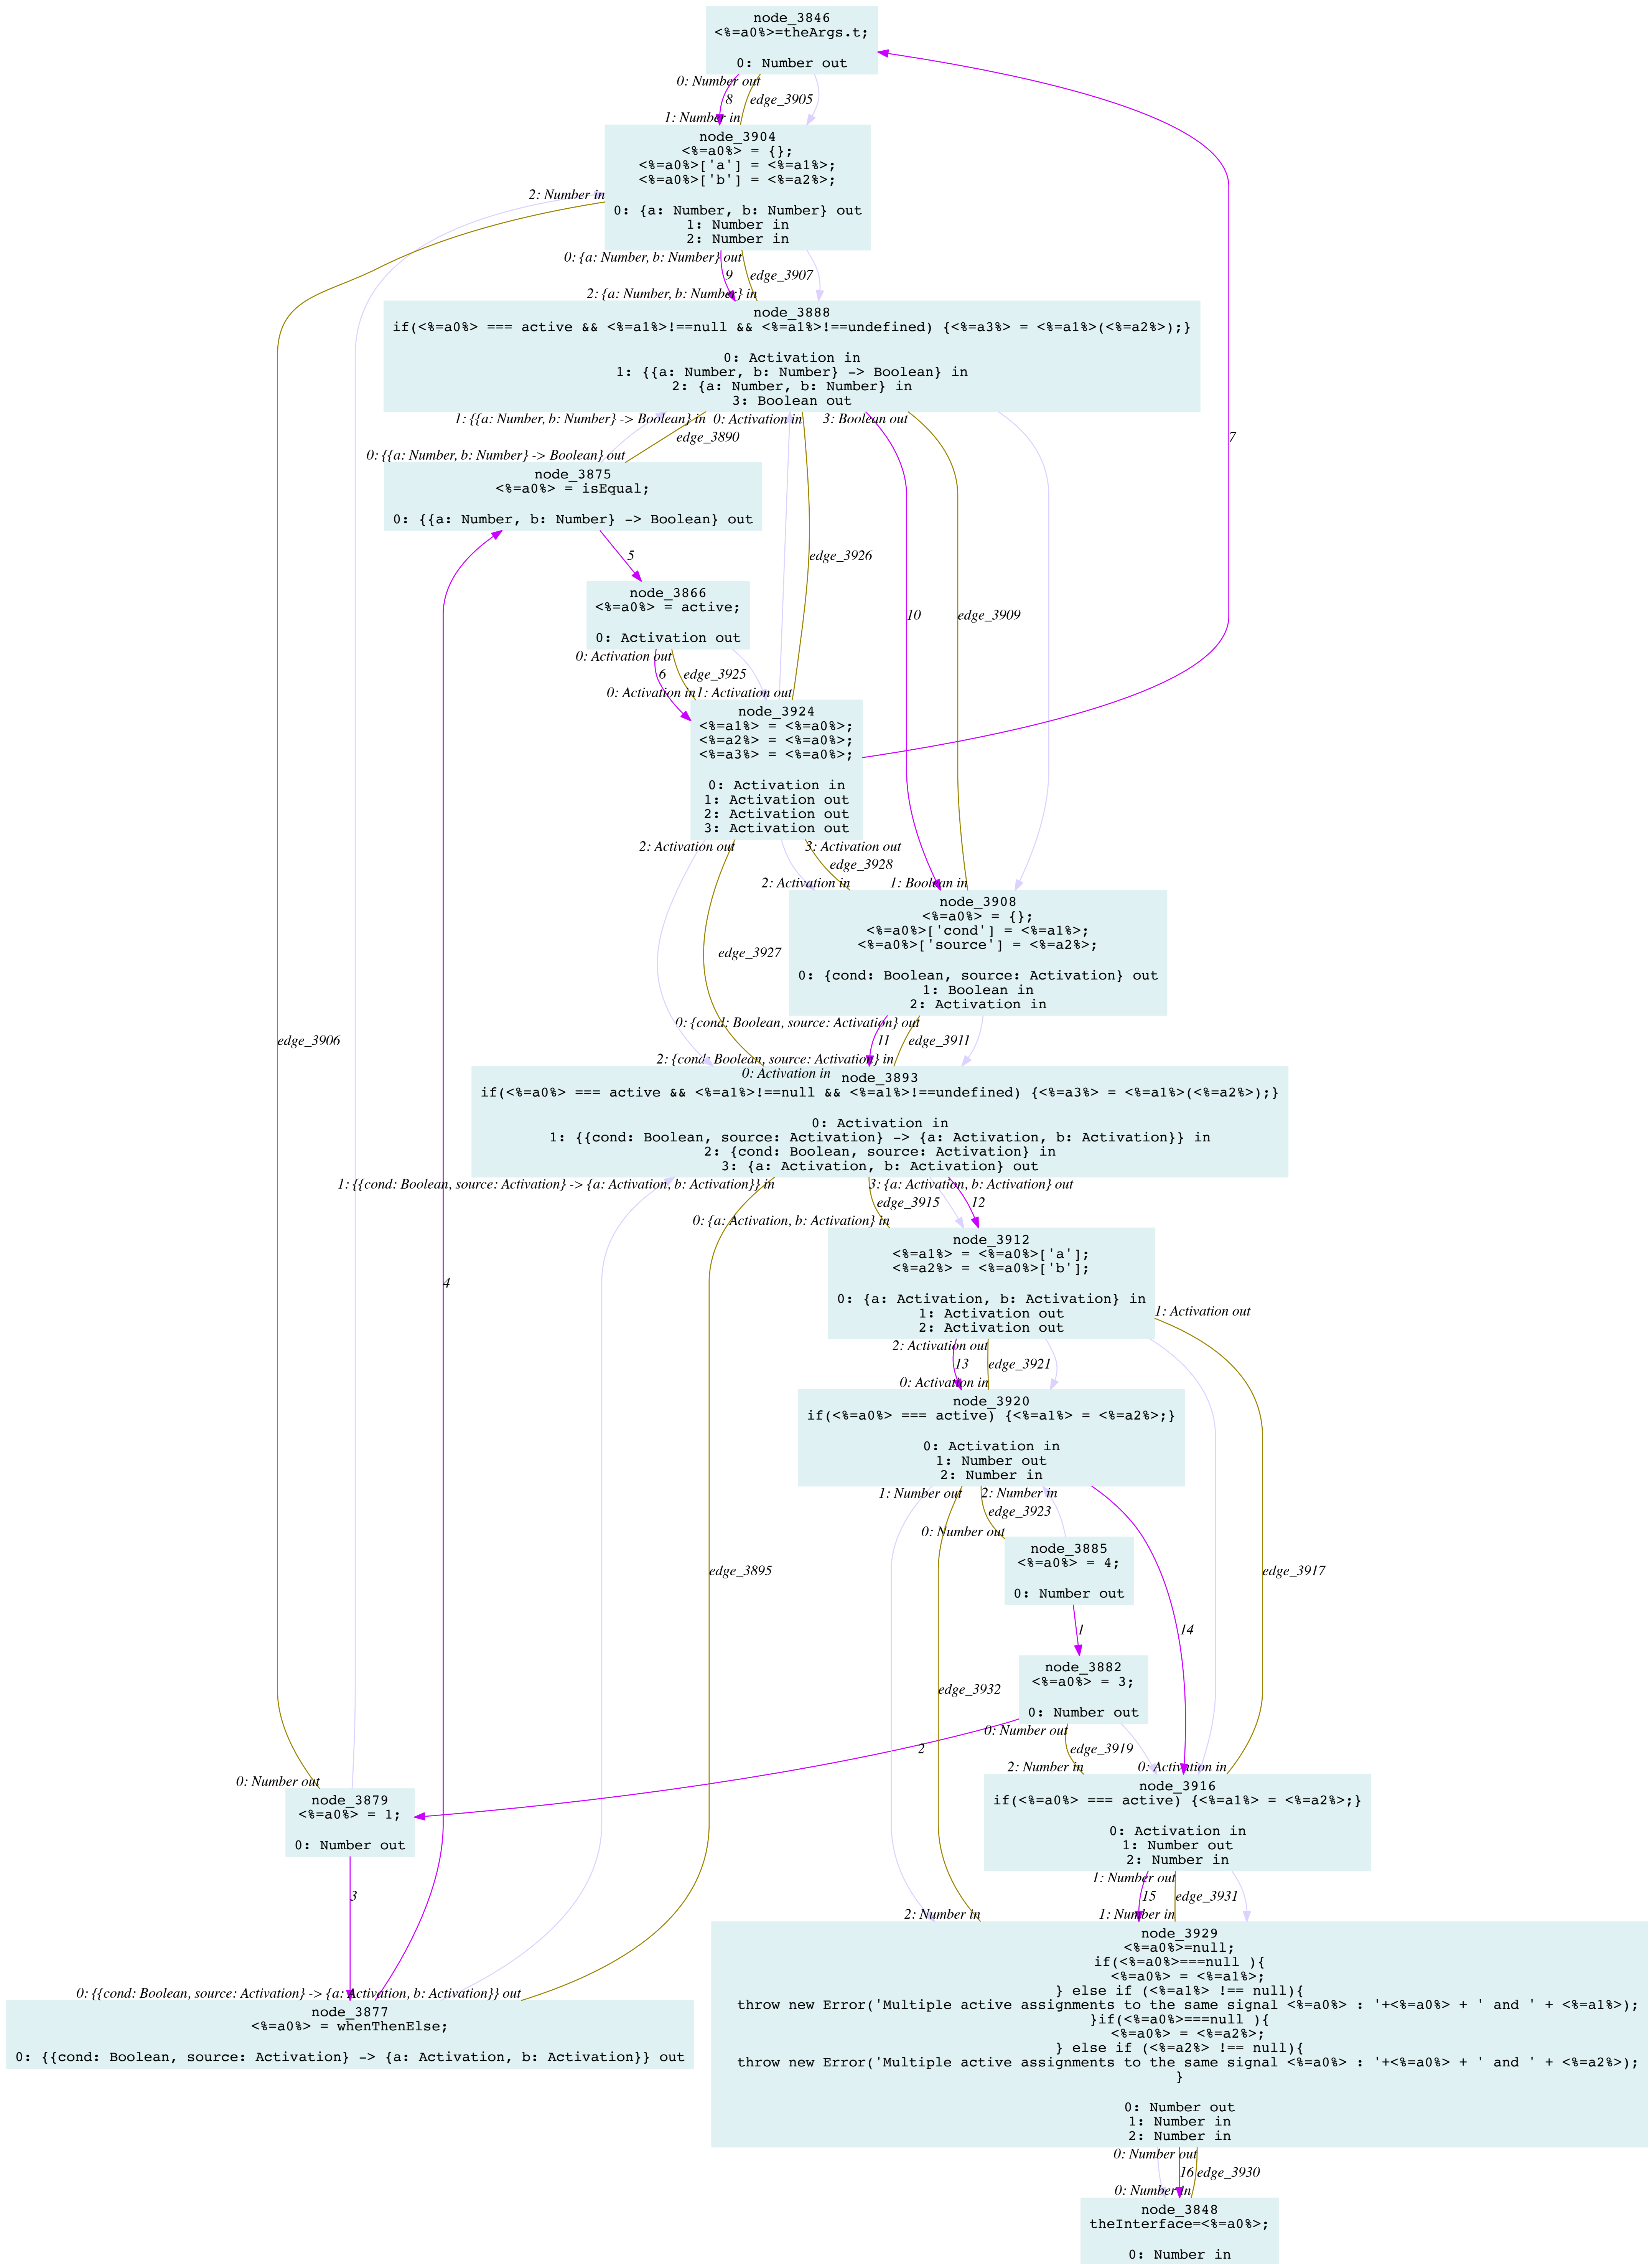 node_3846
<%=a0%>=theArgs.t;
0: Number out
0: Number out
8
edge_3905
1: Number in
node_3904
<%=a0%> = {};
<%=a0%>['a'] = <%=a1%>;
<%=a0%>['b'] = <%=a2%>;
2: Number in
0: {a: Number, b: Number} out
1: Number in
2: Number in
0: {a: Number, b: Number} out
9
edge_3907
2: {a: Number, b: Number} in
node_3888
if(<%=a0%> === active && <%=a1%>!==null && <%=a1%>!==undefined) {<%=a3%> = <%=a1%>(<%=a2%>);}
0: Activation in
1: {{a: Number, b: Number} -> Boolean} in
2: {a: Number, b: Number} in
3: Boolean out
1: {{a: Number, b: Number} -> Boolean} in
0: Activation in
3: Boolean out
edge_3890
7
0: {{a: Number, b: Number} -> Boolean} out
node_3875
<%=a0%> = isEqual;
0: {{a: Number, b: Number} -> Boolean} out
5
edge_3926
node_3866
<%=a0%> = active;
0: Activation out
10
edge_3909
0: Activation out
6
edge_3925
0: Activation in
1: Activation out
node_3924
<%=a1%> = <%=a0%>;
<%=a2%> = <%=a0%>;
<%=a3%> = <%=a0%>;
0: Activation in
1: Activation out
2: Activation out
3: Activation out
2: Activation out
3: Activation out
edge_3928
2: Activation in
1: Boolean in
node_3908
<%=a0%> = {};
<%=a0%>['cond'] = <%=a1%>;
<%=a0%>['source'] = <%=a2%>;
edge_3927
0: {cond: Boolean, source: Activation} out
1: Boolean in
2: Activation in
0: {cond: Boolean, source: Activation} out
edge_3906
11
edge_3911
2: {cond: Boolean, source: Activation} in
0: Activation in
node_3893
if(<%=a0%> === active && <%=a1%>!==null && <%=a1%>!==undefined) {<%=a3%> = <%=a1%>(<%=a2%>);}
0: Activation in
1: {{cond: Boolean, source: Activation} -> {a: Activation, b: Activation}} in
2: {cond: Boolean, source: Activation} in
3: {a: Activation, b: Activation} out
1: {{cond: Boolean, source: Activation} -> {a: Activation, b: Activation}} in
3: {a: Activation, b: Activation} out
edge_3915
12
0: {a: Activation, b: Activation} in
node_3912
<%=a1%> = <%=a0%>['a'];
<%=a2%> = <%=a0%>['b'];
4
0: {a: Activation, b: Activation} in
1: Activation out
2: Activation out
1: Activation out
2: Activation out
13
edge_3921
0: Activation in
node_3920
if(<%=a0%> === active) {<%=a1%> = <%=a2%>;}
0: Activation in
1: Number out
2: Number in
1: Number out
2: Number in
edge_3923
0: Number out
node_3885
<%=a0%> = 4;
0: Number out
edge_3895
edge_3917
1
14
node_3882
<%=a0%> = 3;
0: Number out
edge_3932
0: Number out
2
edge_3919
2: Number in
0: Activation in
0: Number out
node_3879
<%=a0%> = 1;
0: Number out
node_3916
if(<%=a0%> === active) {<%=a1%> = <%=a2%>;}
0: Activation in
1: Number out
2: Number in
1: Number out
3
15
edge_3931
2: Number in
1: Number in
node_3929
<%=a0%>=null;
if(<%=a0%>===null ){
<%=a0%> = <%=a1%>;
} else if (<%=a1%> !== null){
throw new Error('Multiple active assignments to the same signal <%=a0%> : '+<%=a0%> + ' and ' + <%=a1%>);
}if(<%=a0%>===null ){
<%=a0%> = <%=a2%>;
} else if (<%=a2%> !== null){
throw new Error('Multiple active assignments to the same signal <%=a0%> : '+<%=a0%> + ' and ' + <%=a2%>);
}
0: Number out
1: Number in
2: Number in
0: {{cond: Boolean, source: Activation} -> {a: Activation, b: Activation}} out
node_3877
<%=a0%> = whenThenElse;
0: {{cond: Boolean, source: Activation} -> {a: Activation, b: Activation}} out
0: Number out
16
edge_3930
0: Number in
node_3848
theInterface=<%=a0%>;
0: Number in